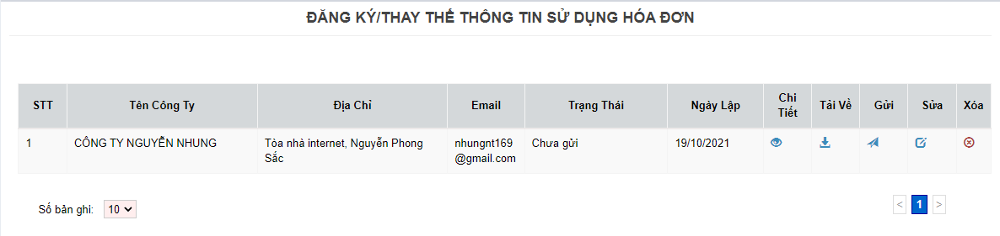 ĐĂNG KÝ/THAY THẾ THÔNG TIN SỬ DỤNG HÓA ĐƠN
STT Tên Công Ty Địa Chỉ Email Trạng Thái Ngày Lập Chi Tiết Tải Về Gửi Sửa Xóa
1 CÔNG TY NGUYỄN NHUNG Tòa nhà internet, Nguyễn Phong Sắc nhungnt169@gmail.com Chưa gửi 19/10/2021
Số bản ghi: 10 < 1 >